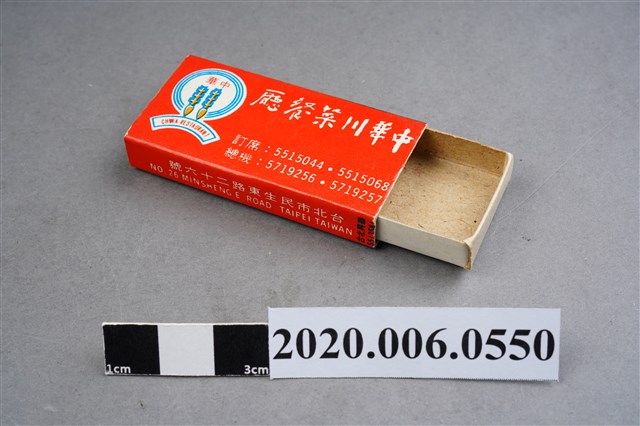 中華
CHINA RESTAURANT
中華川菜餐廳
訂席：5515044・5515068
總機：5719256・5719257
台北市民生東路二十六號
NO. 26 MINSHENG E. ROAD TAIPEI TAIWAN
1cm 3cm
2020.006.0550